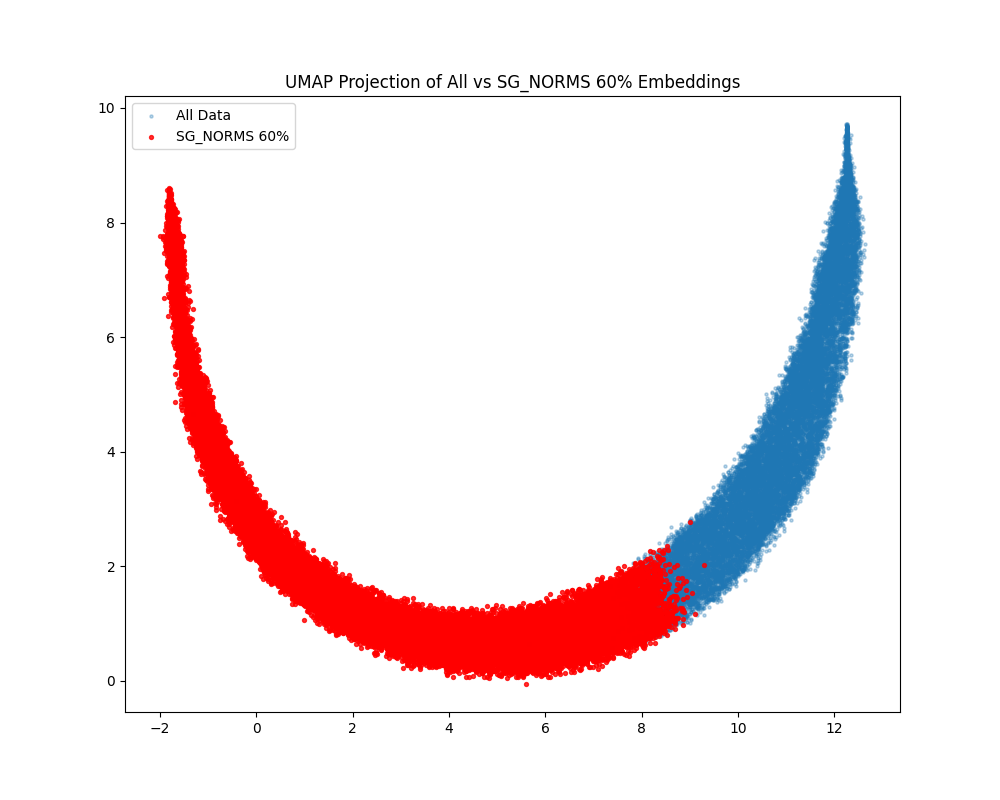 UMAP Projection of All vs SG_NORMS 60% Embeddings
All Data
SG_NORMS 60%
10
8
6
4
2
0
−2 0 2 4 6 8 10 12